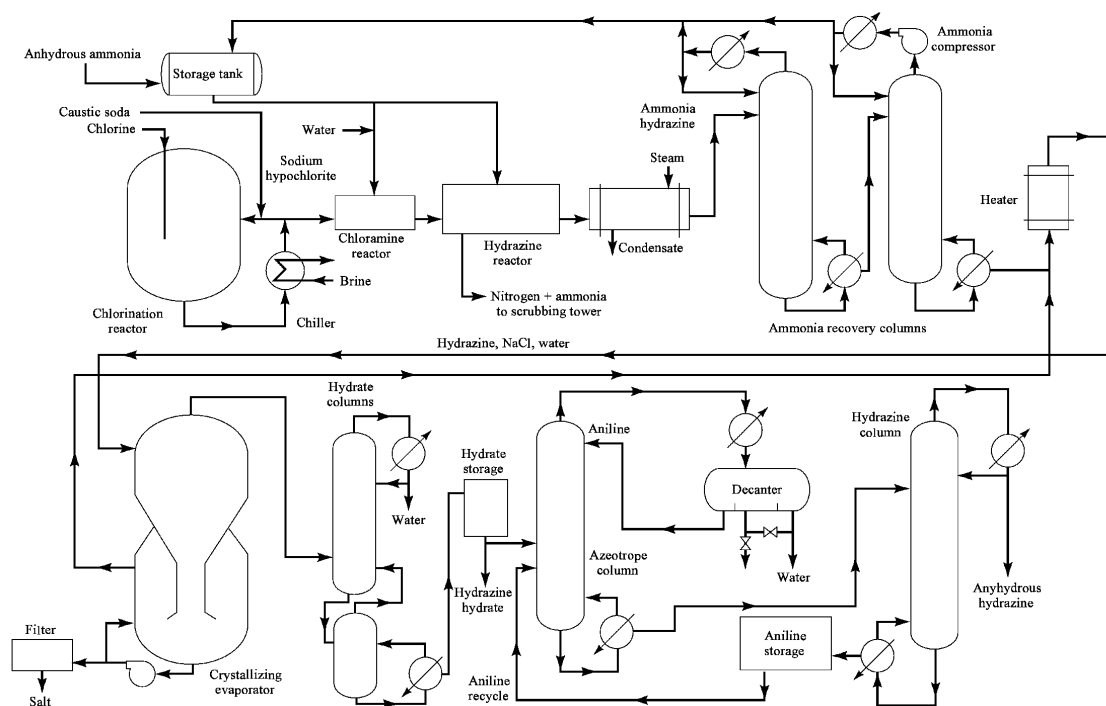 Ammonia
compressor
Anhydrous ammonia
Storage tank
Caustic soda
Chlorine
Water
Ammonia
hydrazine
Sodium
hypochlorite
Steam
Heater
Chloramine
reactor
Hydrazine
reactor
Condensate
Brine
Nitrogen + ammonia
to scrubbing tower
Chlorination
reactor
Chiller
Ammonia recovery columns
Hydrazine, NaCl, water
Hydrate
columns
Aniline
Hydrazine
column
Hydrate
storage
Decanter
Water
Azeotrope
column
Water
Hydrazine
hydrate
Anyhydrous
hydrazine
Filter
Aniline
storage
Crystallizing
evaporator
Aniline
recycle
Salt